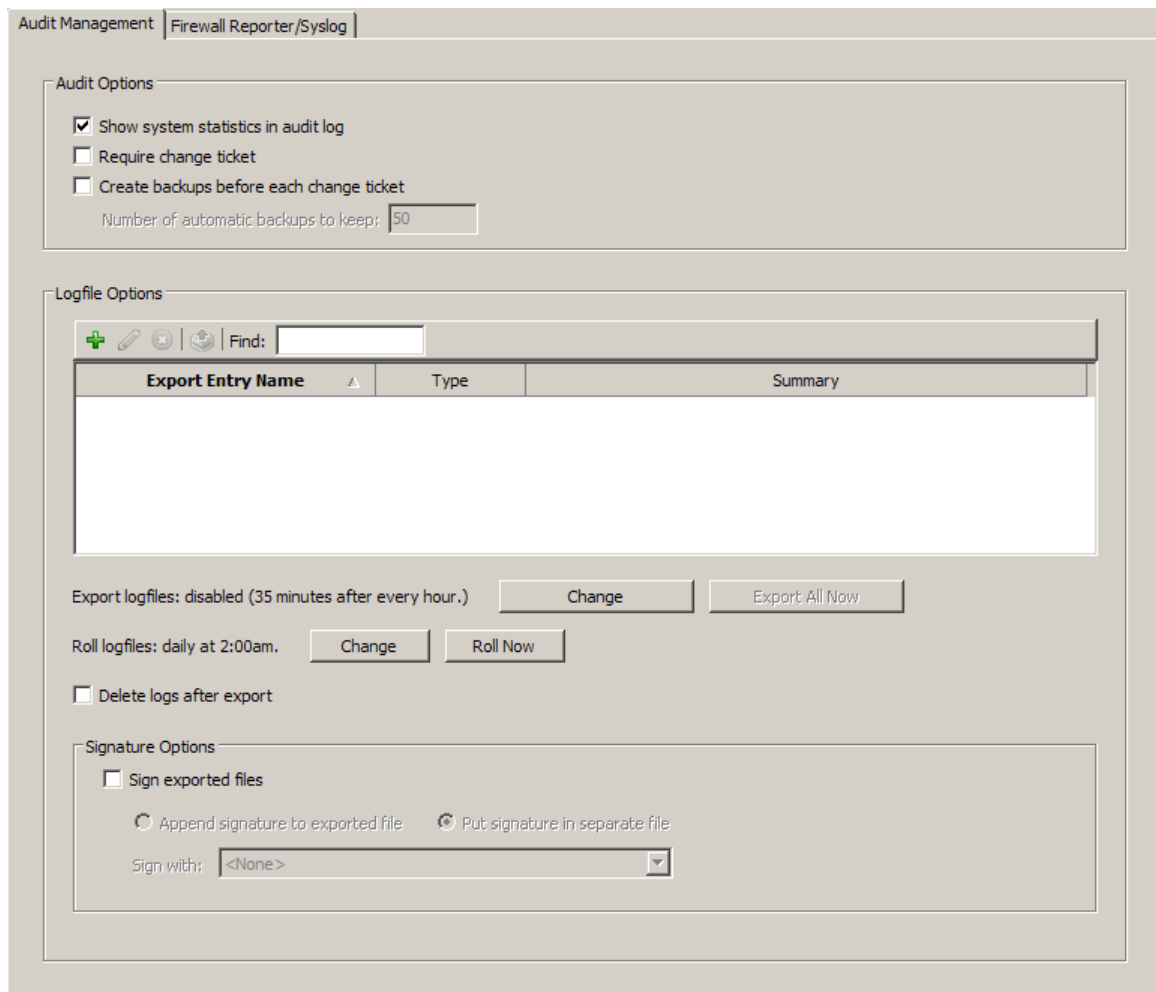 Audit Management Firewall Reporter/Syslog
Audit Options
Show system statistics in audit log
Require change ticket
Create backups before each change ticket
Number of automatic backups to keep: 50
Logfile Options
Find:
Export Entry Name Type Summary
Export logfiles: disabled (35 minutes after every hour.) Change Export All Now
Roll logfiles: daily at 2:00am. Change Roll Now
Delete logs after export
Signature Options
Sign exported files
Append signature to exported file Put signature in separate file
Sign with: <None>